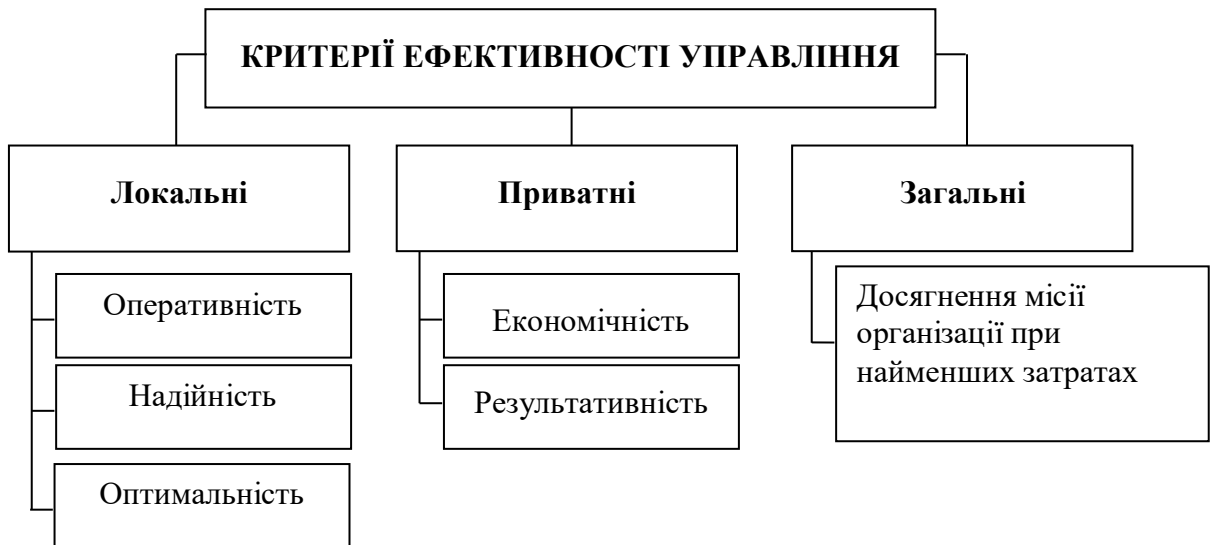 КРИТЕРІЇ ЕФЕКТИВНОСТІ УПРАВЛІННЯ
Локальні
Приватні
Загальні
Оперативність
Надійність
Оптимальність
Економічність
Результативність
Досягнення місії
організації при
найменших затратах